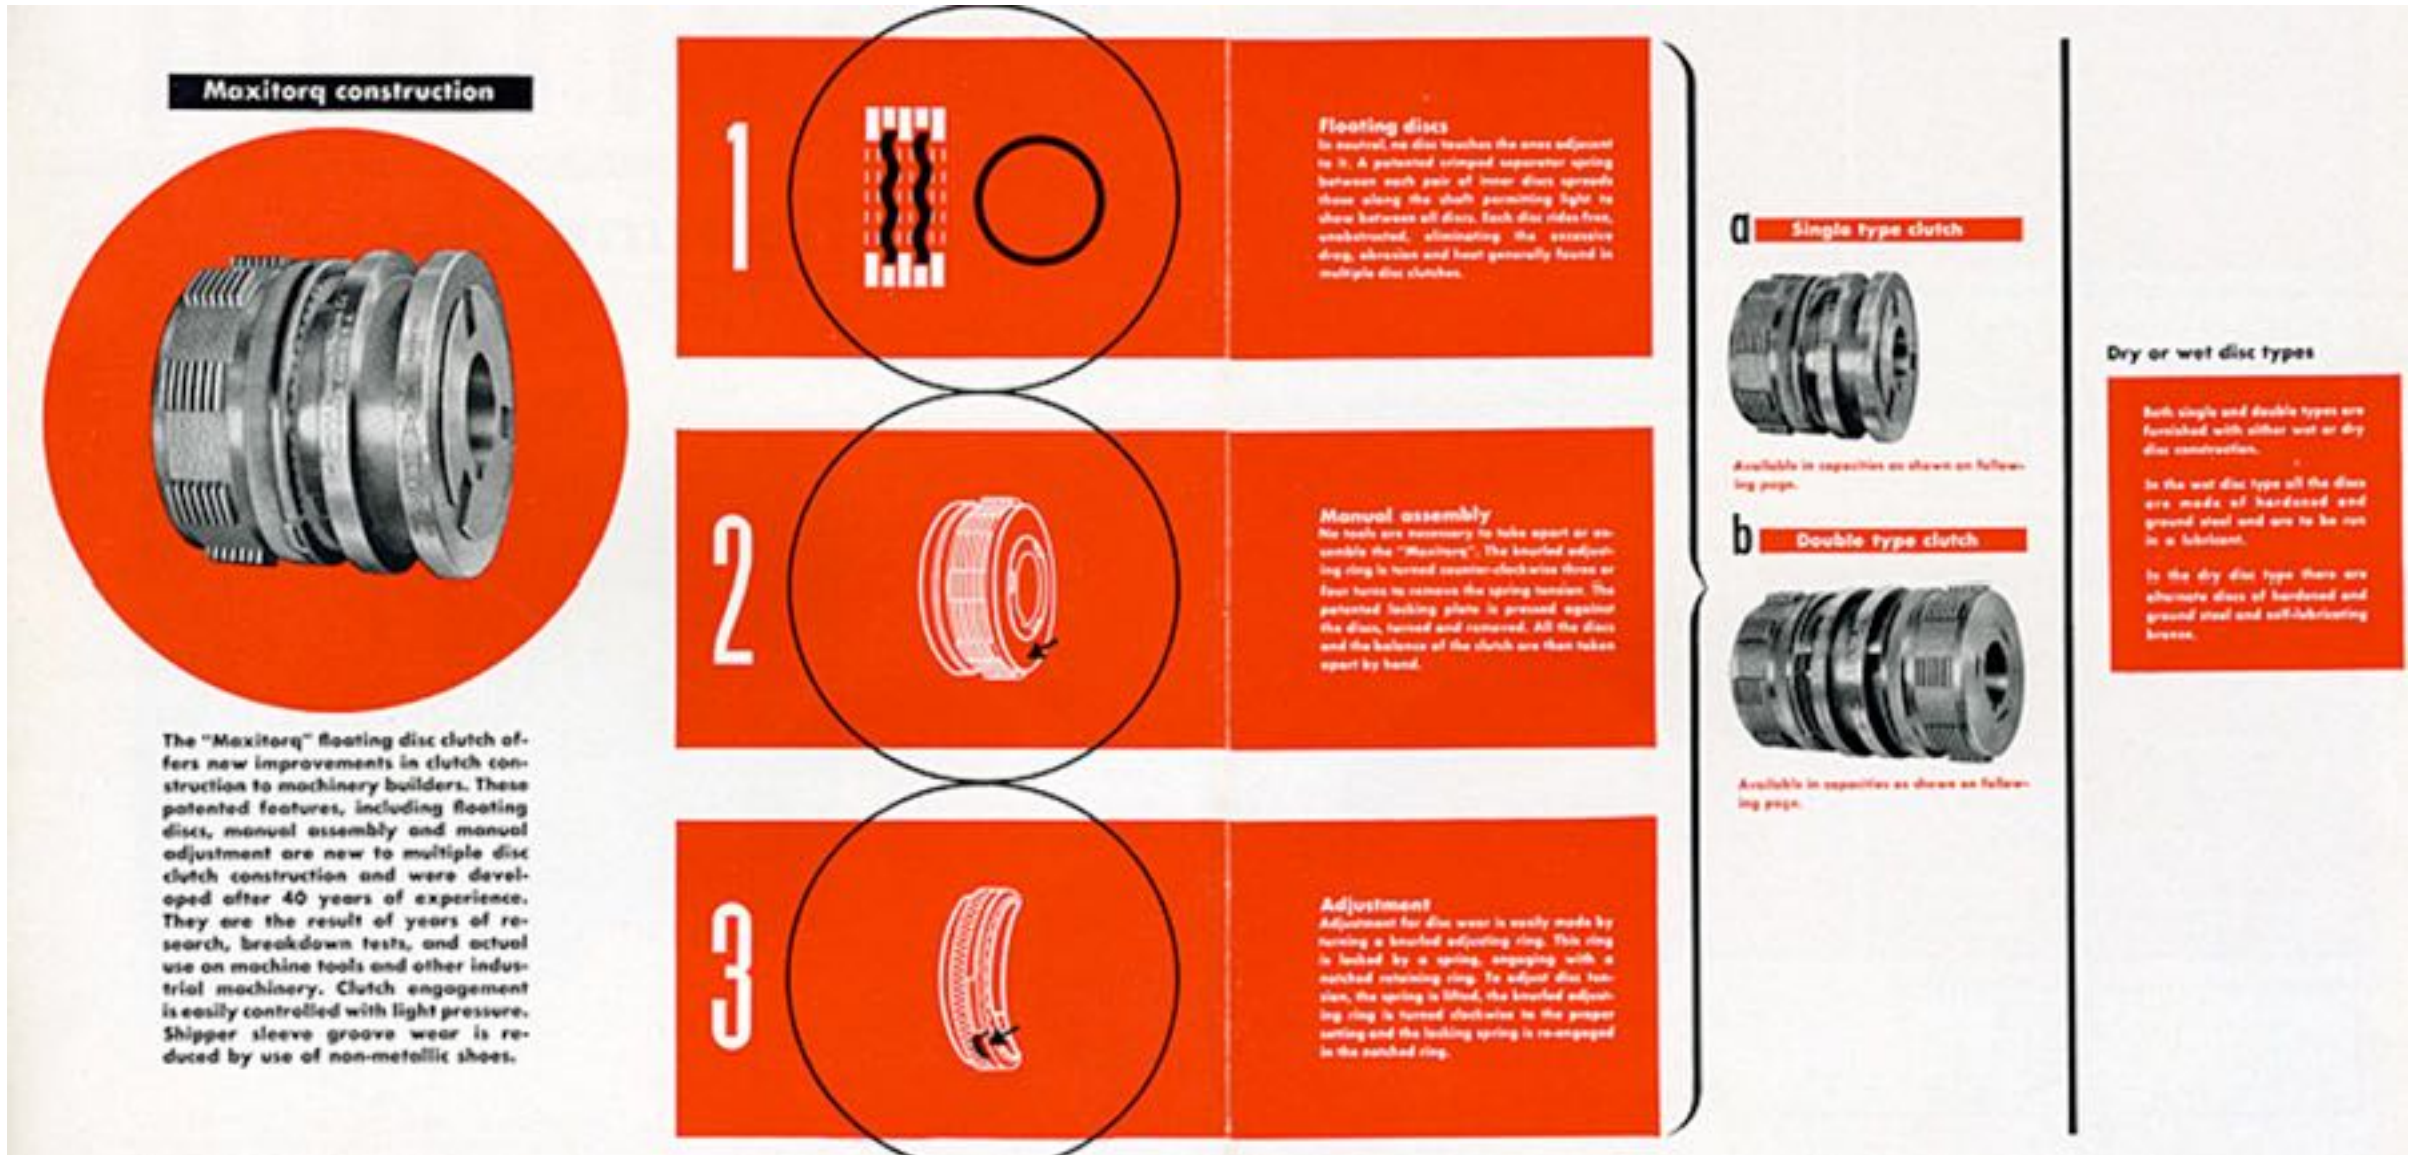 Maxitorq construction
The "Maxitorq" floating disc clutch of-
fers new improvements in clutch con-
struction to machinery builders. These
patented features, including floating
discs, manual assembly and manual
adjustment are new to multiple disc
clutch construction and were devel-
oped after 40 years of experience.
They are the result of years of re-
search, breakdown tests, and actual
use on machine tools and other indus-
trial machinery. Clutch engagement
is easily controlled with light pressure.
Shipper sleeve groove wear is re-
duced by use of non-metallic shoes.
1
Floating discs
In neutral, no disc touches the ones adjacent
to it. A patented crimped separator spring
between each pair of inner discs spreads
them along the shaft permitting light to
show between all discs. Each disc rides free,
unobstructed, eliminating the excessive
drag, abrasion and heat generally found in
multiple disc clutches.
2
Manual assembly
No tools are necessary to take apart or as-
semble the "Maxitorq". The knurled adjust-
ing ring is turned counter-clockwise three or
four turns to remove the spring tension. The
patented locking plate is pressed against
the discs, turned and removed. All the discs
and the balance of the clutch are then taken
apart by hand.
3
Adjustment
Adjustment for disc wear is easily made by
turning a knurled adjusting ring. This ring
is locked by a spring, engaging with a
notched retaining ring. To adjust disc ten-
sion, the spring is lifted, the knurled adjust-
ing ring is turned clockwise to the proper
setting and the locking spring is re-engaged
in the notched ring.
a
Single type clutch
Available in capacities as shown on follow-
ing page.
b
Double type clutch
Available in capacities as shown on follow-
ing page.
Dry or wet disc types
Both single and double types are
furnished with either wet or dry
disc construction.
In the wet disc type all the discs
are made of hardened and
ground steel and are to be run
in a lubricant.
In the dry disc type there are
alternate discs of hardened and
ground steel and self-lubricating
bronze.